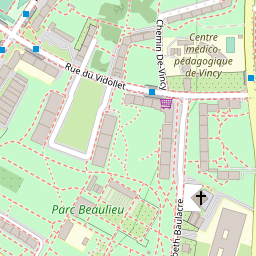 Chemin De-Vincy
Centre
médico-
pédagogique
de-Vincy
Rue du Vidollet
Parc Beaulieu
beth-Baulacre